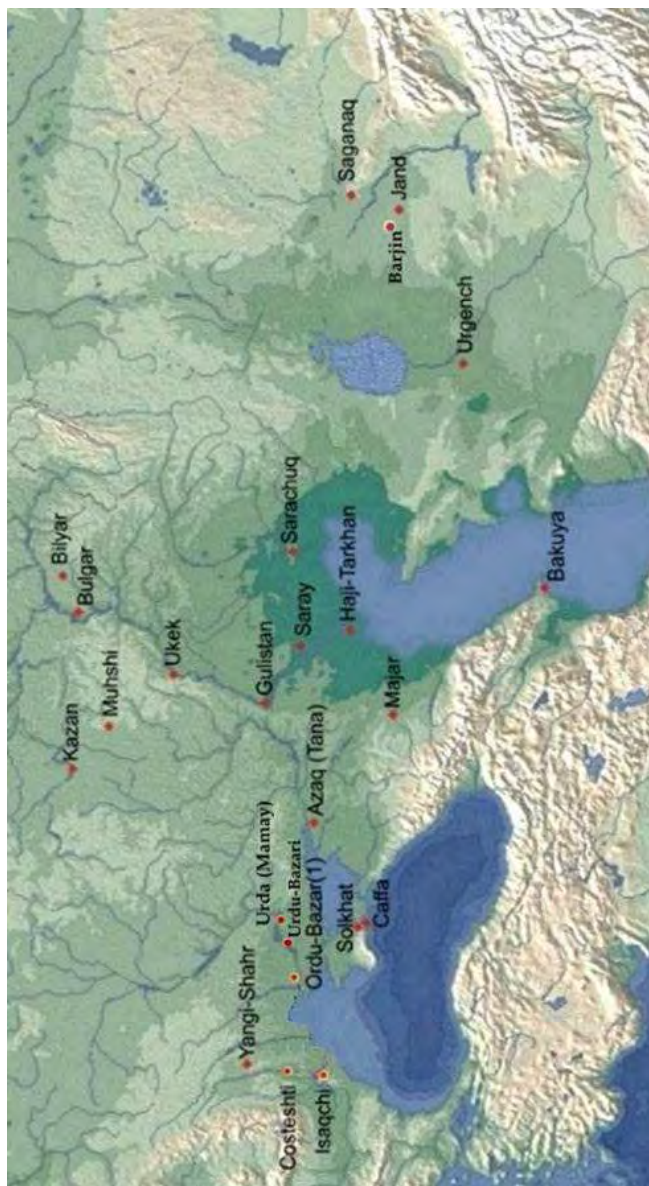 Bilyar
Kazan
Bulgar
Muhshi
Ukek
Yangi-Shahr
Urda (Mamay)
Gulistan
Costeshti
Urdu-Bazari
Sarachuq
Saray
Ordu-Bazar(1)
Azaq (Tana)
Isaqchi
Solkhat
Haji-Tarkhan
Saganaq
Caffa
Majar
Barjin
Jand
Urgench
Bakuya